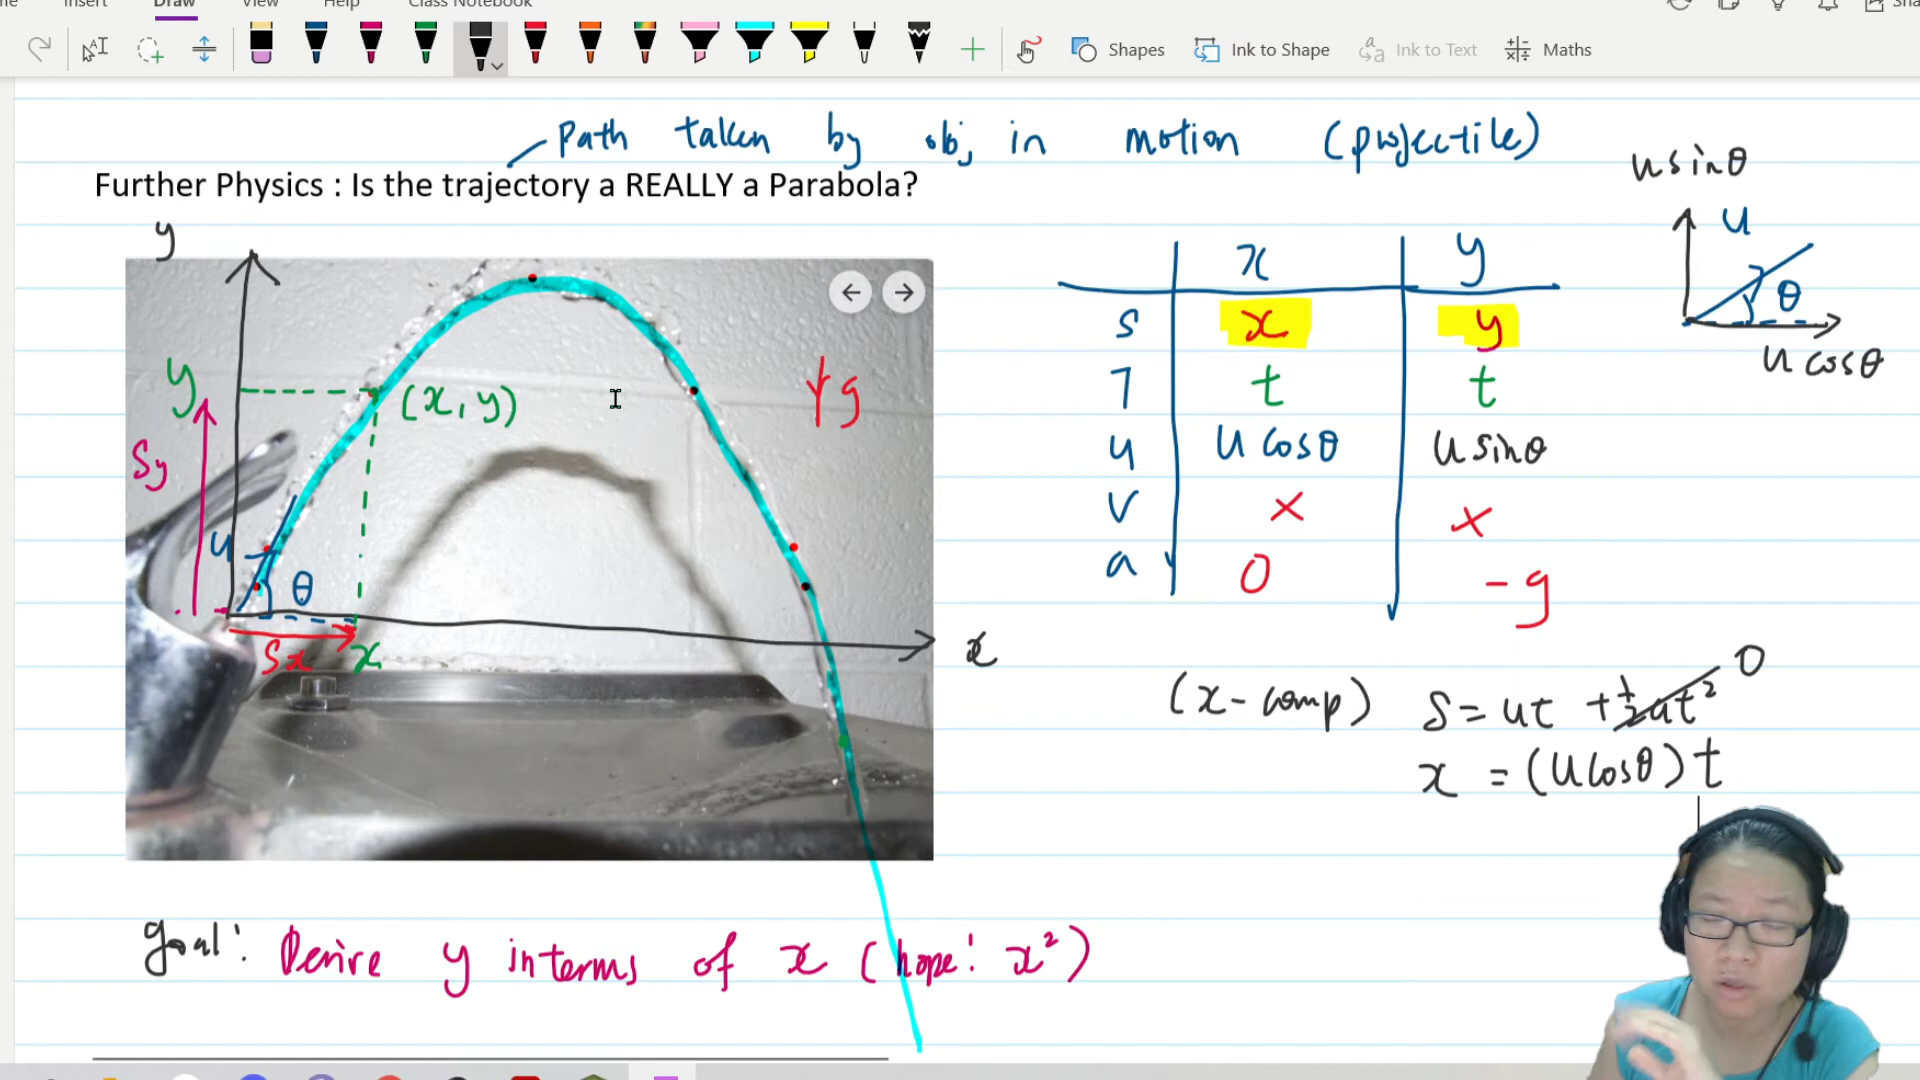 Insert Draw View Help Class Notebook
Shapes Ink to Shape Ink to Text Maths
Path taken by obj in motion (projectile)
Further Physics : Is the trajectory a REALLY a Parabola?
u sinθ
u
θ
u cosθ
y
y
(x, y)
g
Sy
u
θ
Sx
x
x
x y
s x y
T t t
u u cosθ u sinθ
v × ×
a 0 -g
(x-comp) s = ut + ½at² 0
x = (u cosθ) t
goal: Derive y in terms of x (hope: x²)